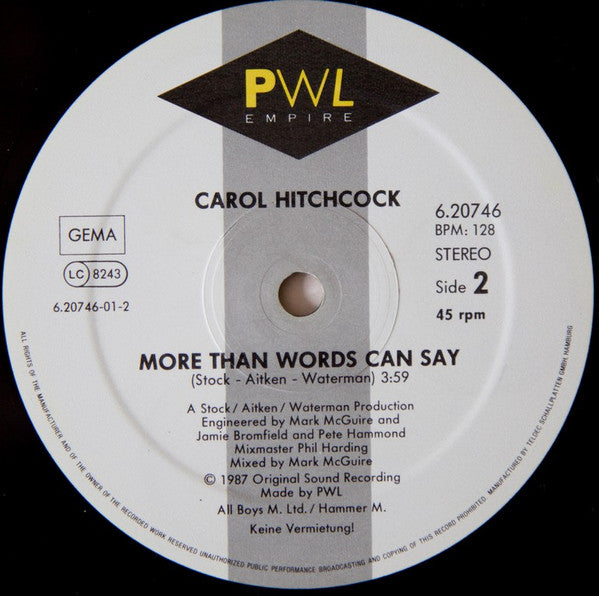 PWL
EMPIRE
CAROL HITCHCOCK
GEMA
LC 8243
6.20746-01-2
6.20746
BPM: 128
STEREO
Side 2
45 rpm
MORE THAN WORDS CAN SAY
(Stock - Aitken - Waterman) 3:59
A Stock/Aitken/Waterman Production
Engineered by Mark McGuire and
Jamie Bromfield and Pete Hammond
Mixmaster Phil Harding
Mixed by Mark McGuire
© 1987 Original Sound Recording
Made by PWL
All Boys M. Ltd./Hammer M.
Keine Vermietung!
ALL RIGHTS OF THE MANUFACTURER AND OF THE OWNER OF THE RECORDED WORK RESERVED UNAUTHORIZED PUBLIC PERFORMANCE BROADCASTING AND COPYING OF THIS RECORD PROHIBITED. MANUFACTURED BY TELDEC SCHALLPLATTEN GMBH, HAMBURG